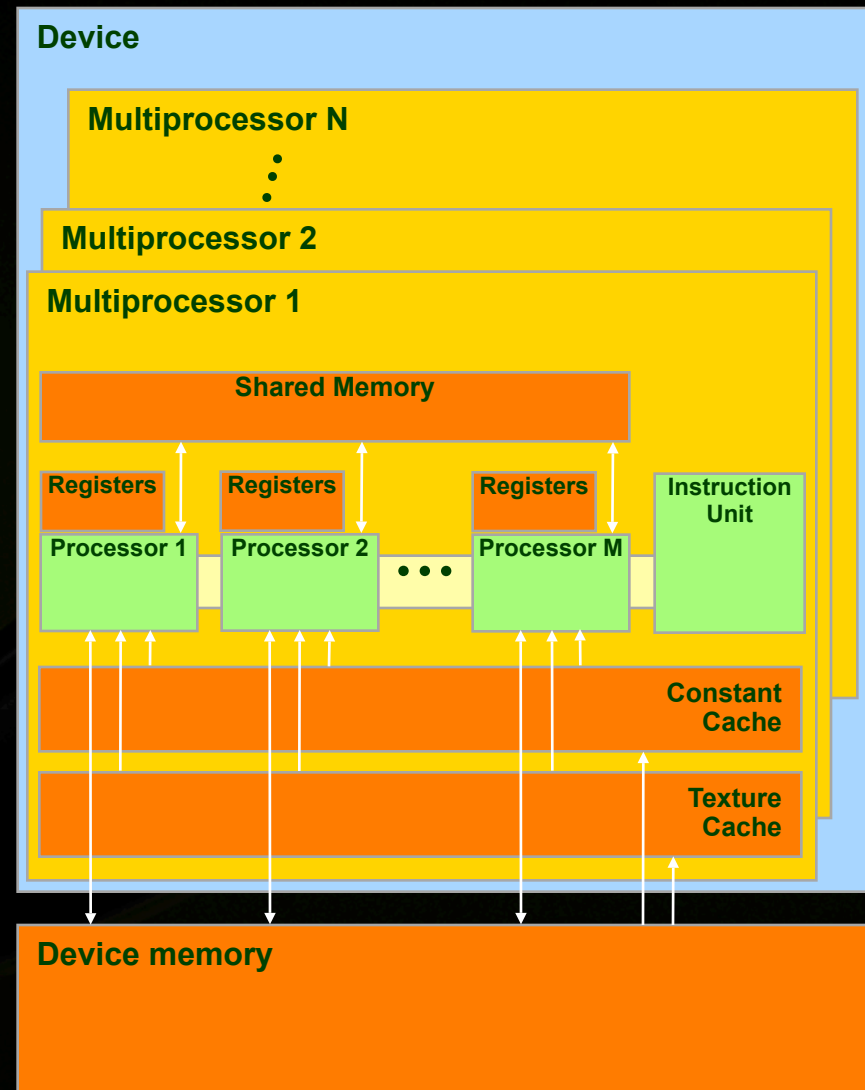 Device
Multiprocessor N
Multiprocessor 2
Multiprocessor 1
Shared Memory
Registers
Registers
Registers
Instruction
Unit
Processor 1
Processor 2
Processor M
Constant
Cache
Texture
Cache
Device memory